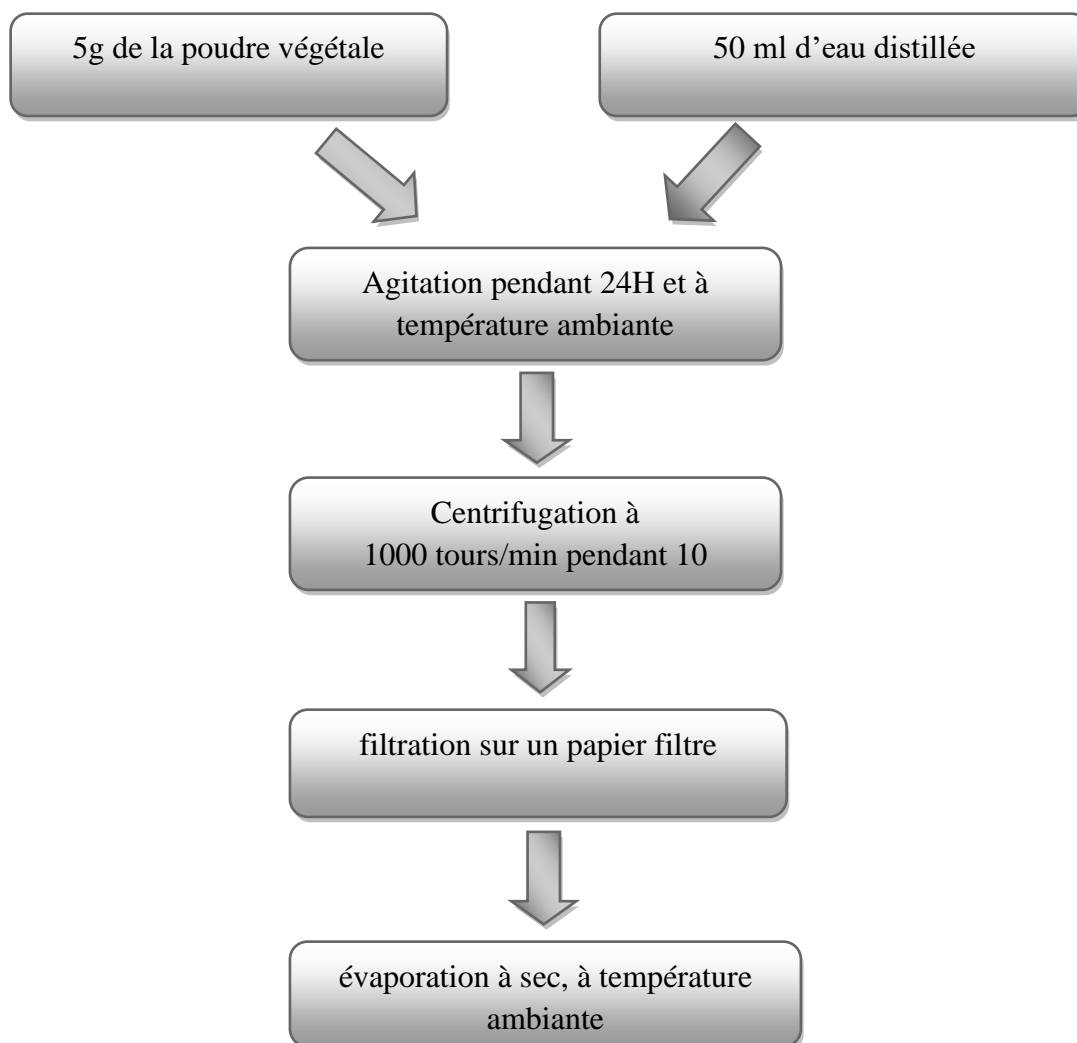 5g de la poudre végétale
50 ml d’eau distillée
Agitation pendant 24H et à
température ambiante
Centrifugation à
1000 tours/min pendant 10
filtration sur un papier filtre
évaporation à sec, à température
ambiante